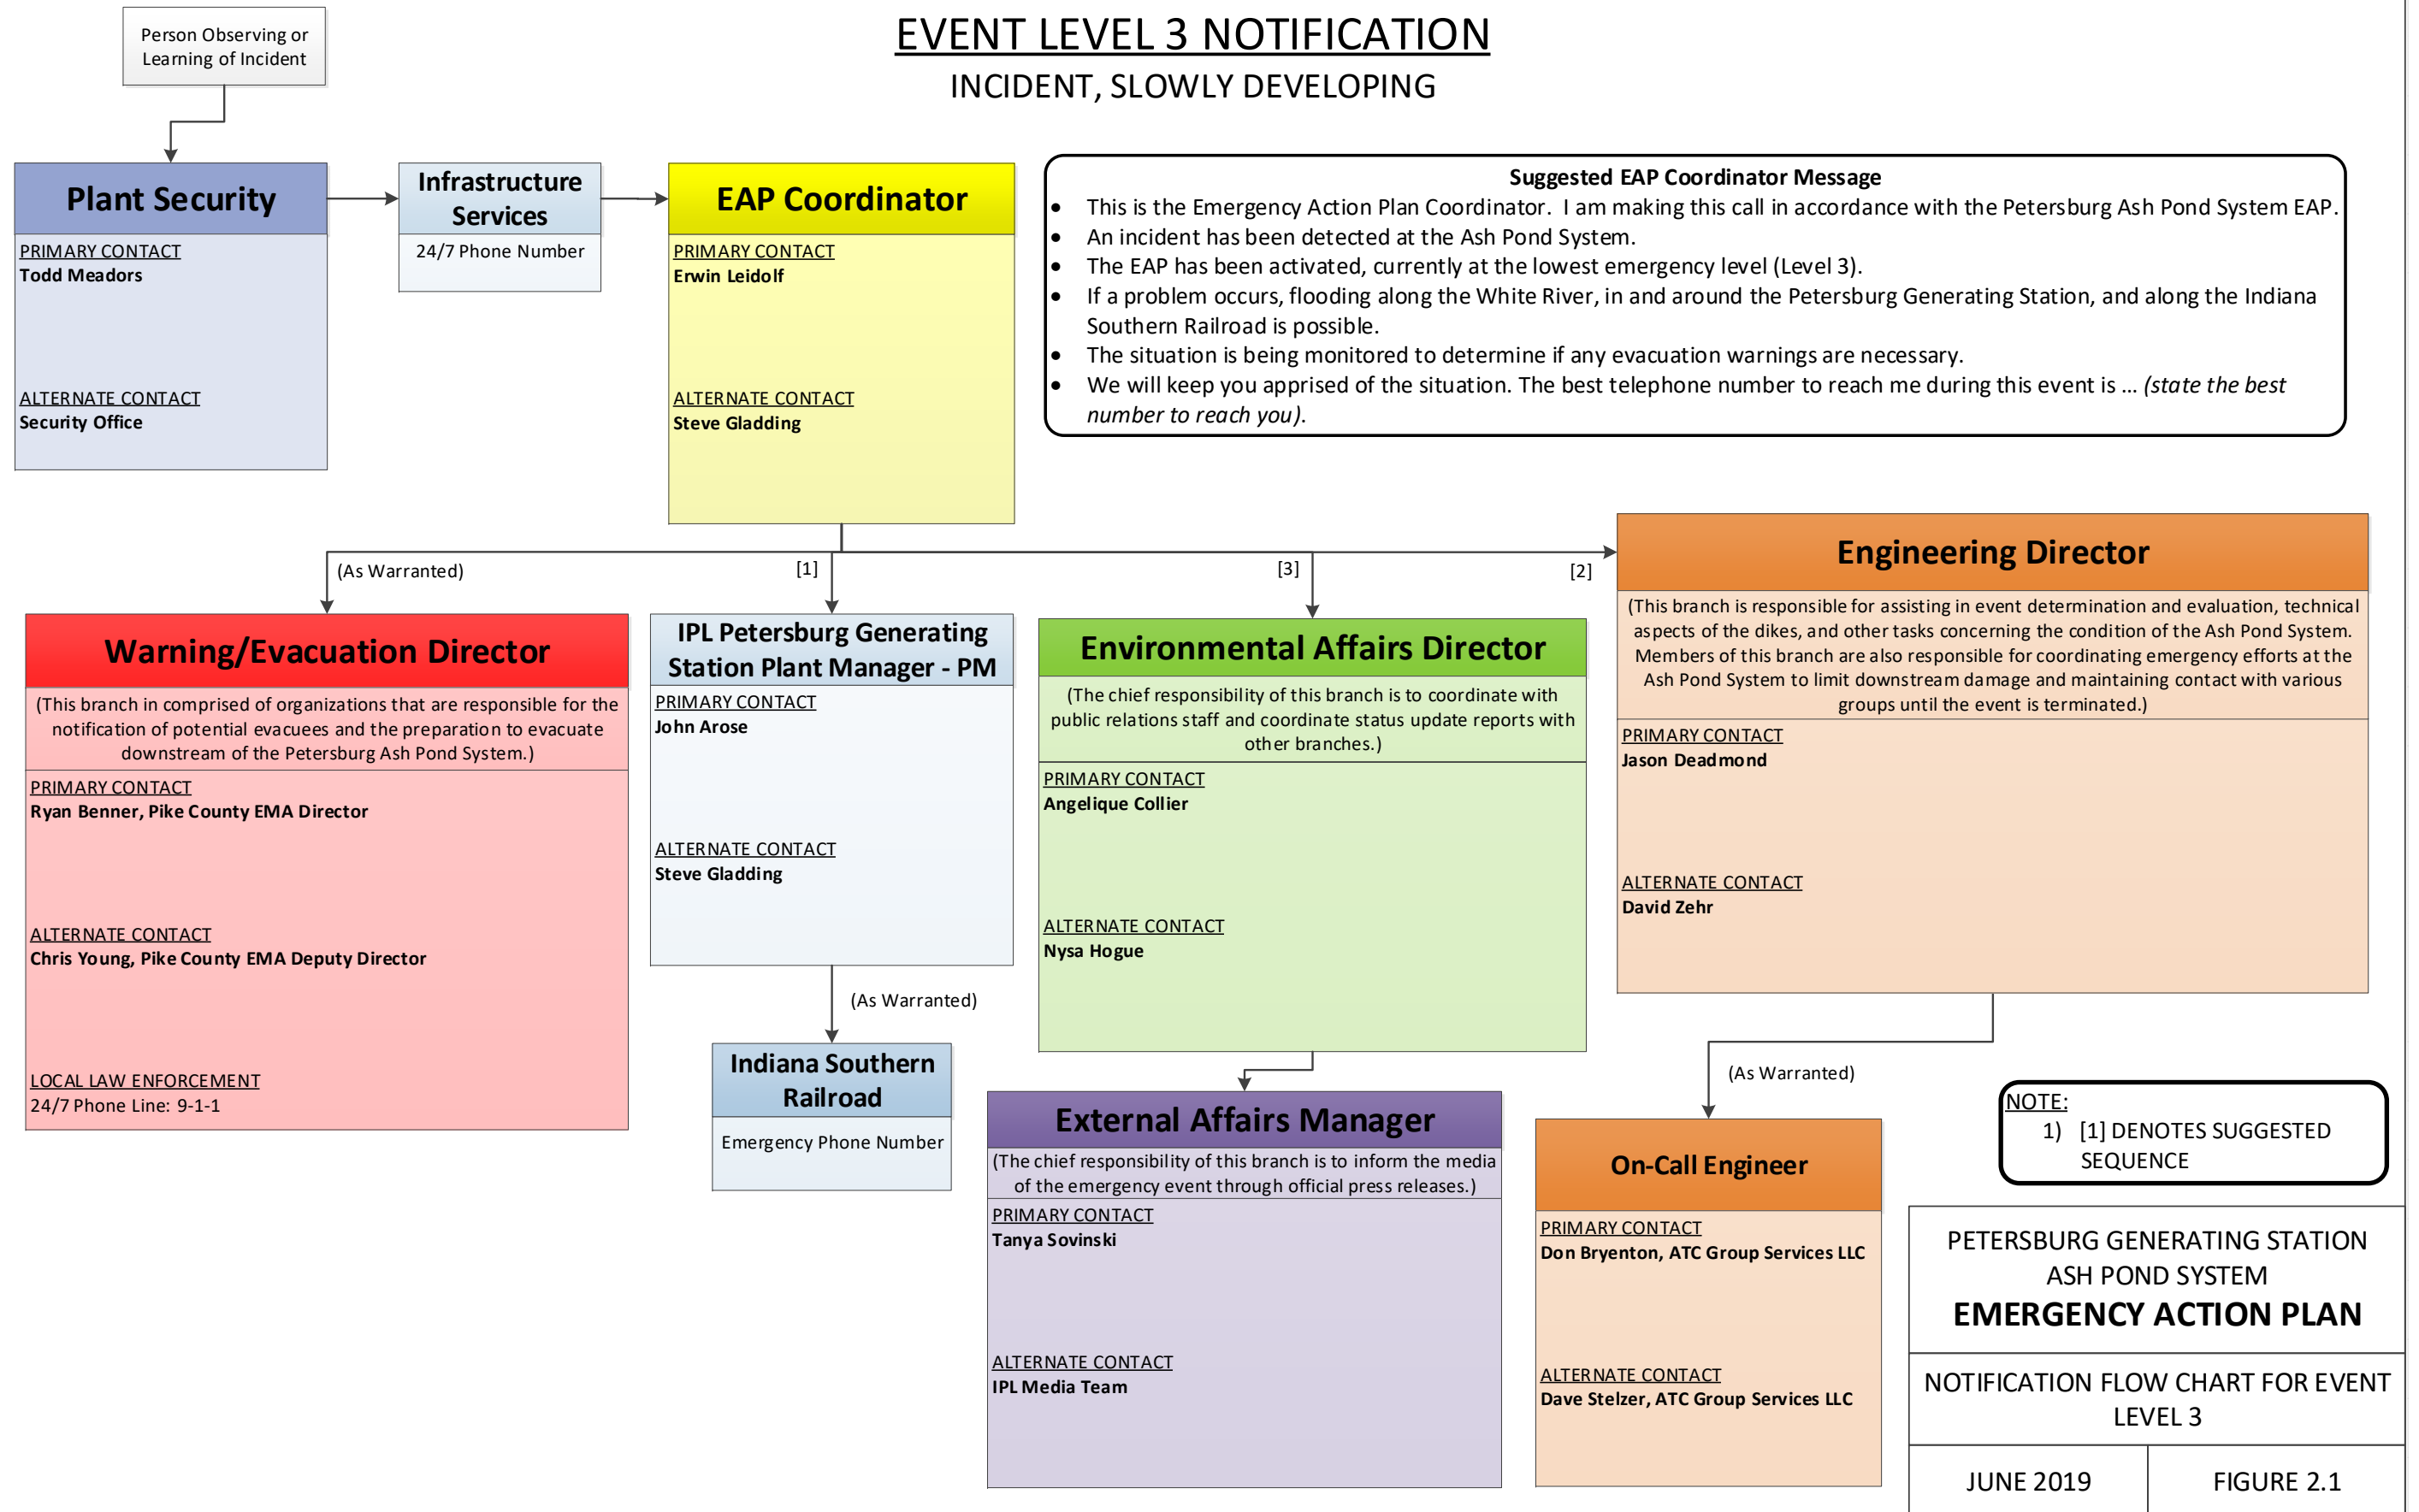 EVENT LEVEL 3 NOTIFICATION
INCIDENT, SLOWLY DEVELOPING
Person Observing or
Learning of Incident
Plant Security
PRIMARY CONTACT
Todd Meadors
ALTERNATE CONTACT
Security Office
Infrastructure
Services
24/7 Phone Number
EAP Coordinator
PRIMARY CONTACT
Erwin Leidolf
ALTERNATE CONTACT
Steve Gladding
Suggested EAP Coordinator Message
• This is the Emergency Action Plan Coordinator. I am making this call in accordance with the Petersburg Ash Pond System EAP.
• An incident has been detected at the Ash Pond System.
• The EAP has been activated, currently at the lowest emergency level (Level 3).
• If a problem occurs, flooding along the White River, in and around the Petersburg Generating Station, and along the Indiana
Southern Railroad is possible.
• The situation is being monitored to determine if any evacuation warnings are necessary.
• We will keep you apprised of the situation. The best telephone number to reach me during this event is … (state the best
number to reach you).
(As Warranted)
[1]
[3]
[2]
Warning/Evacuation Director
(This branch in comprised of organizations that are responsible for the
notification of potential evacuees and the preparation to evacuate
downstream of the Petersburg Ash Pond System.)
PRIMARY CONTACT
Ryan Benner, Pike County EMA Director
ALTERNATE CONTACT
Chris Young, Pike County EMA Deputy Director
LOCAL LAW ENFORCEMENT
24/7 Phone Line: 9-1-1
IPL Petersburg Generating
Station Plant Manager - PM
PRIMARY CONTACT
John Arose
ALTERNATE CONTACT
Steve Gladding
(As Warranted)
Indiana Southern
Railroad
Emergency Phone Number
Environmental Affairs Director
(The chief responsibility of this branch is to coordinate with
public relations staff and coordinate status update reports with
other branches.)
PRIMARY CONTACT
Angelique Collier
ALTERNATE CONTACT
Nysa Hogue
External Affairs Manager
(The chief responsibility of this branch is to inform the media
of the emergency event through official press releases.)
PRIMARY CONTACT
Tanya Sovinski
ALTERNATE CONTACT
IPL Media Team
Engineering Director
(This branch is responsible for assisting in event determination and evaluation, technical
aspects of the dikes, and other tasks concerning the condition of the Ash Pond System.
Members of this branch are also responsible for coordinating emergency efforts at the
Ash Pond System to limit downstream damage and maintaining contact with various
groups until the event is terminated.)
PRIMARY CONTACT
Jason Deadmond
ALTERNATE CONTACT
David Zehr
(As Warranted)
On-Call Engineer
PRIMARY CONTACT
Don Bryenton, ATC Group Services LLC
ALTERNATE CONTACT
Dave Stelzer, ATC Group Services LLC
NOTE:
1) [1] DENOTES SUGGESTED
SEQUENCE
PETERSBURG GENERATING STATION
ASH POND SYSTEM
EMERGENCY ACTION PLAN
NOTIFICATION FLOW CHART FOR EVENT
LEVEL 3
JUNE 2019
FIGURE 2.1